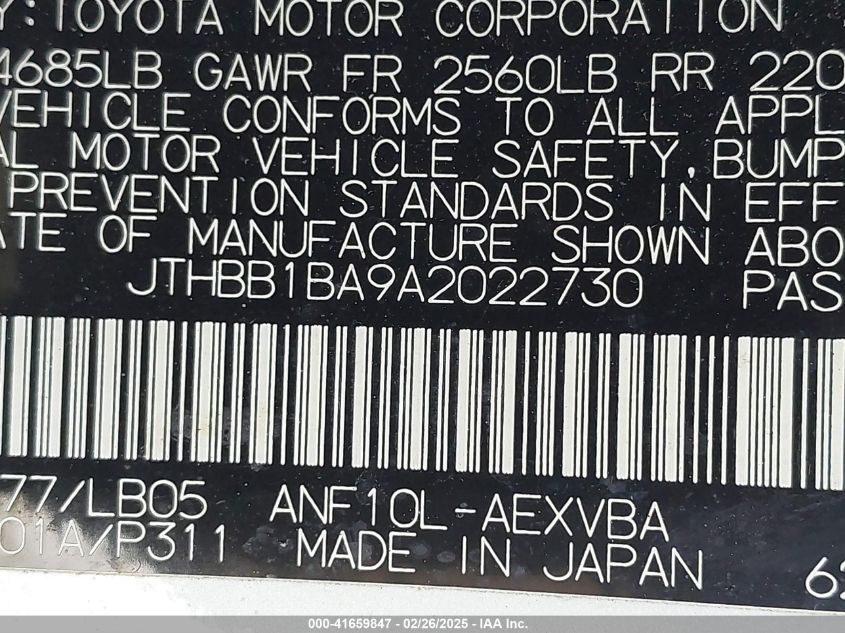 Y:TOYOTA MOTOR CORPORATION
4685LB GAWR FR 2560LB RR 220
VEHICLE CONFORMS TO ALL APPL
AL MOTOR VEHICLE SAFETY, BUMP
PREVENTION STANDARDS IN EFF
ATE OF MANUFACTURE SHOWN ABO
JTHBB1BA9A2022730 PAS
77/LB05 ANF10L-AEXVBA
01A/P311 MADE IN JAPAN 62
000-41659847 - 02/26/2025 - IAA Inc.